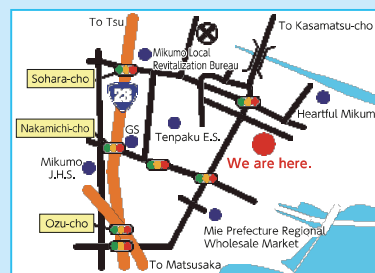 To Tsu
To Kasamatsu-cho
Mikumo Local
Revitalization Bureau
Sohara-cho
23
Heartful Mikum
Nakamichi-cho
GS
Tenpaku E.S.
We are here.
Mikumo
J.H.S.
Ozu-cho
Mie Prefecture Regional
Wholesale Market
To Matsusaka